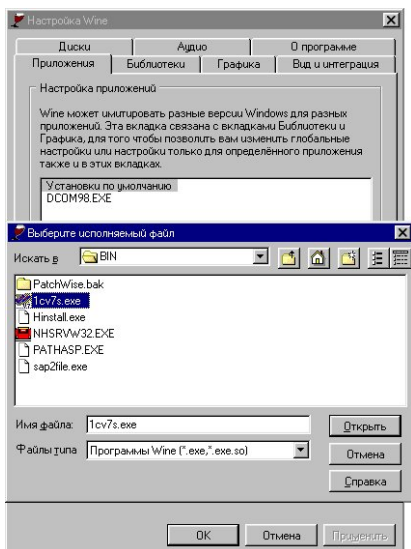 Настройка Wine
Диски Аудио О программе
Приложения Библиотеки Графика Вид и интеграция
Настройка приложений
Wine может имитировать разные версии Windows для разных
приложений. Эта вкладка связана с вкладками Библиотеки и
Графика, для того чтобы позволить вам изменить глобальные
настройки или настройки только для определённого приложения
также и в этих вкладках.
Установки по умолчанию
DCOM98.EXE
Выберите исполняемый файл
Искать в BIN
PatchWise.bak
1cv7s.exe
Hinstall.exe
NHSRVW32.EXE
PATHASP.EXE
sap2file.exe
Имя файла: 1cv7s.exe Открыть
Файлы типа Программы Wine (*.exe,*.exe.so) Отмена
Справка
OK Отмена Применить